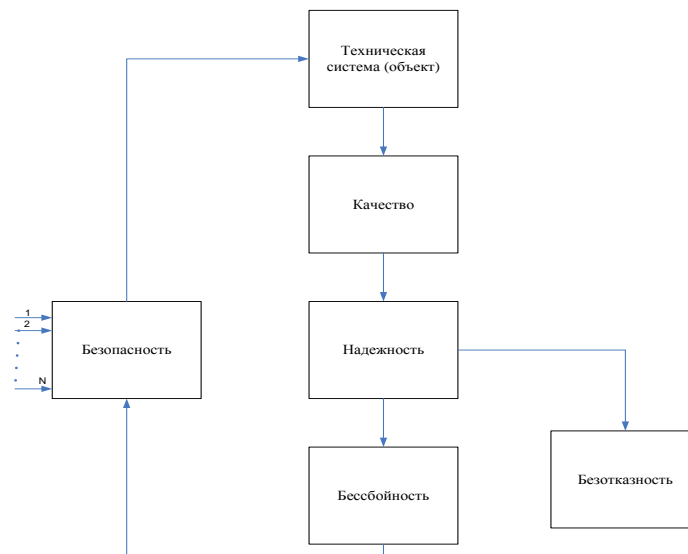 Техническая
система (объект)
Качество
1
2
N
Безопасность
Надежность
Бессбойность
Безотказность